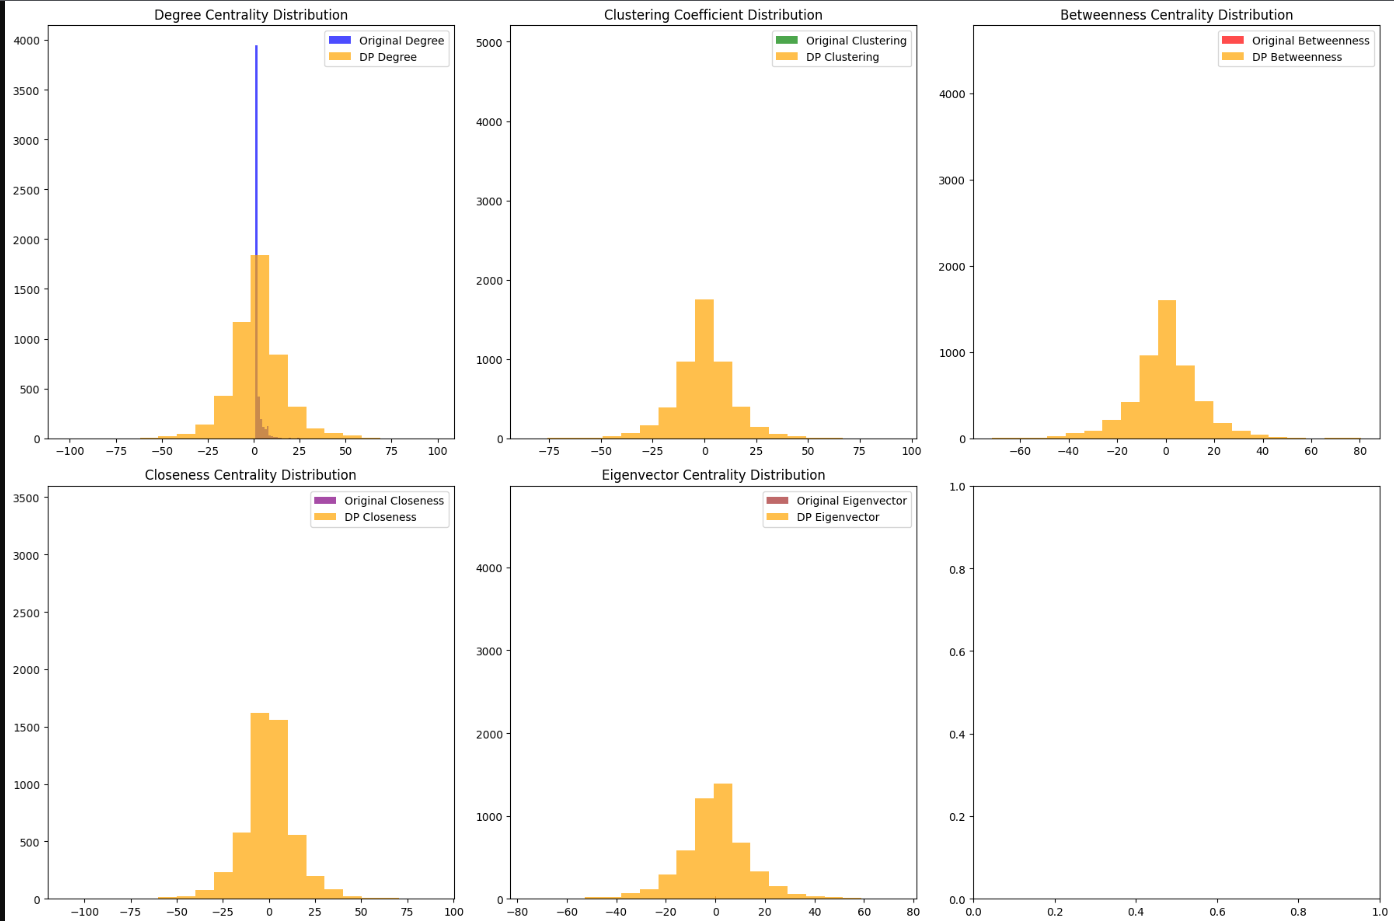 Degree Centrality Distribution
Original Degree
DP Degree
4000
3500
3000
2500
2000
1500
1000
500
0
−100 −75 −50 −25 0 25 50 75 100
Clustering Coefficient Distribution
Original Clustering
DP Clustering
5000
4000
3000
2000
1000
0
−75 −50 −25 0 25 50 75 100
Betweenness Centrality Distribution
Original Betweenness
DP Betweenness
4000
3000
2000
1000
0
−60 −40 −20 0 20 40 60 80
Closeness Centrality Distribution
Original Closeness
DP Closeness
3500
3000
2500
2000
1500
1000
500
0
−100 −75 −50 −25 0 25 50 75 100
Eigenvector Centrality Distribution
Original Eigenvector
DP Eigenvector
4000
3000
2000
1000
0
−80 −60 −40 −20 0 20 40 60 80
1.0
0.8
0.6
0.4
0.2
0.0
0.0 0.2 0.4 0.6 0.8 1.0